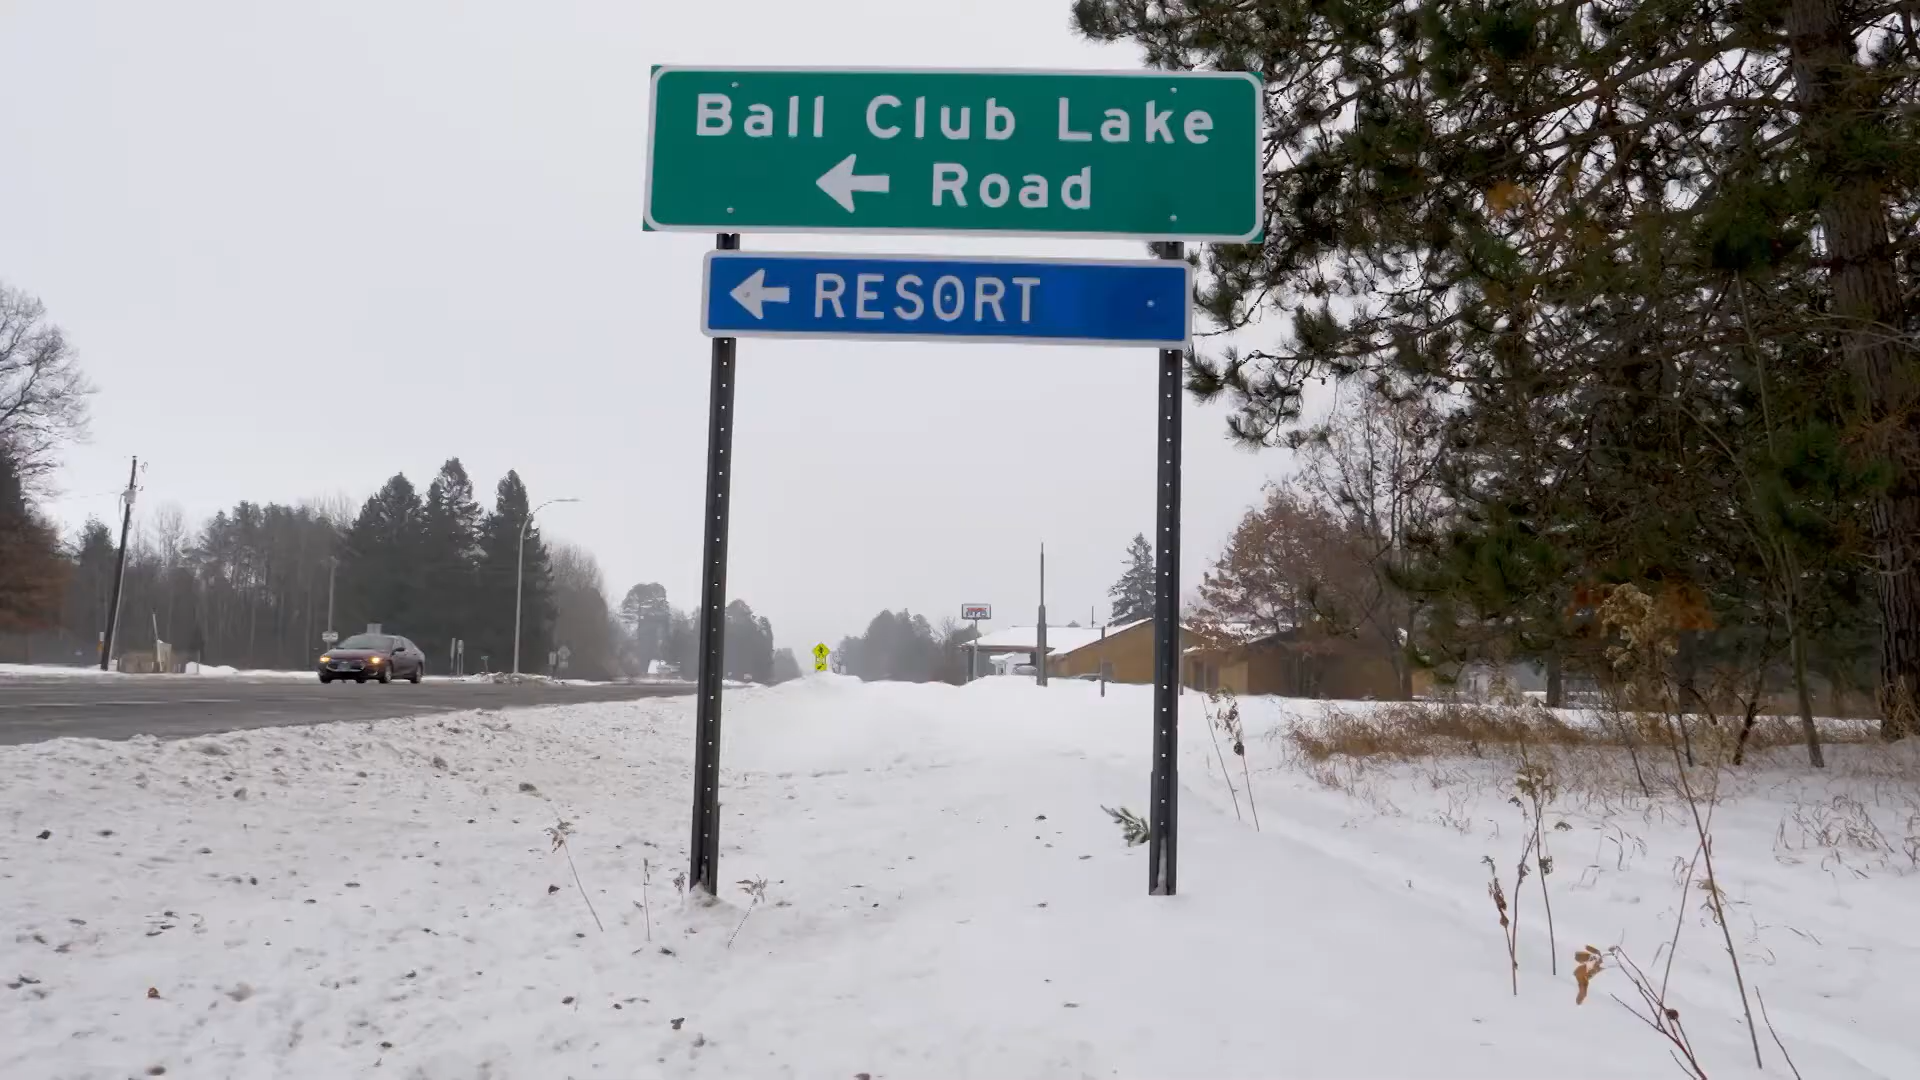 Ball Club Lake
← Road
← RESORT